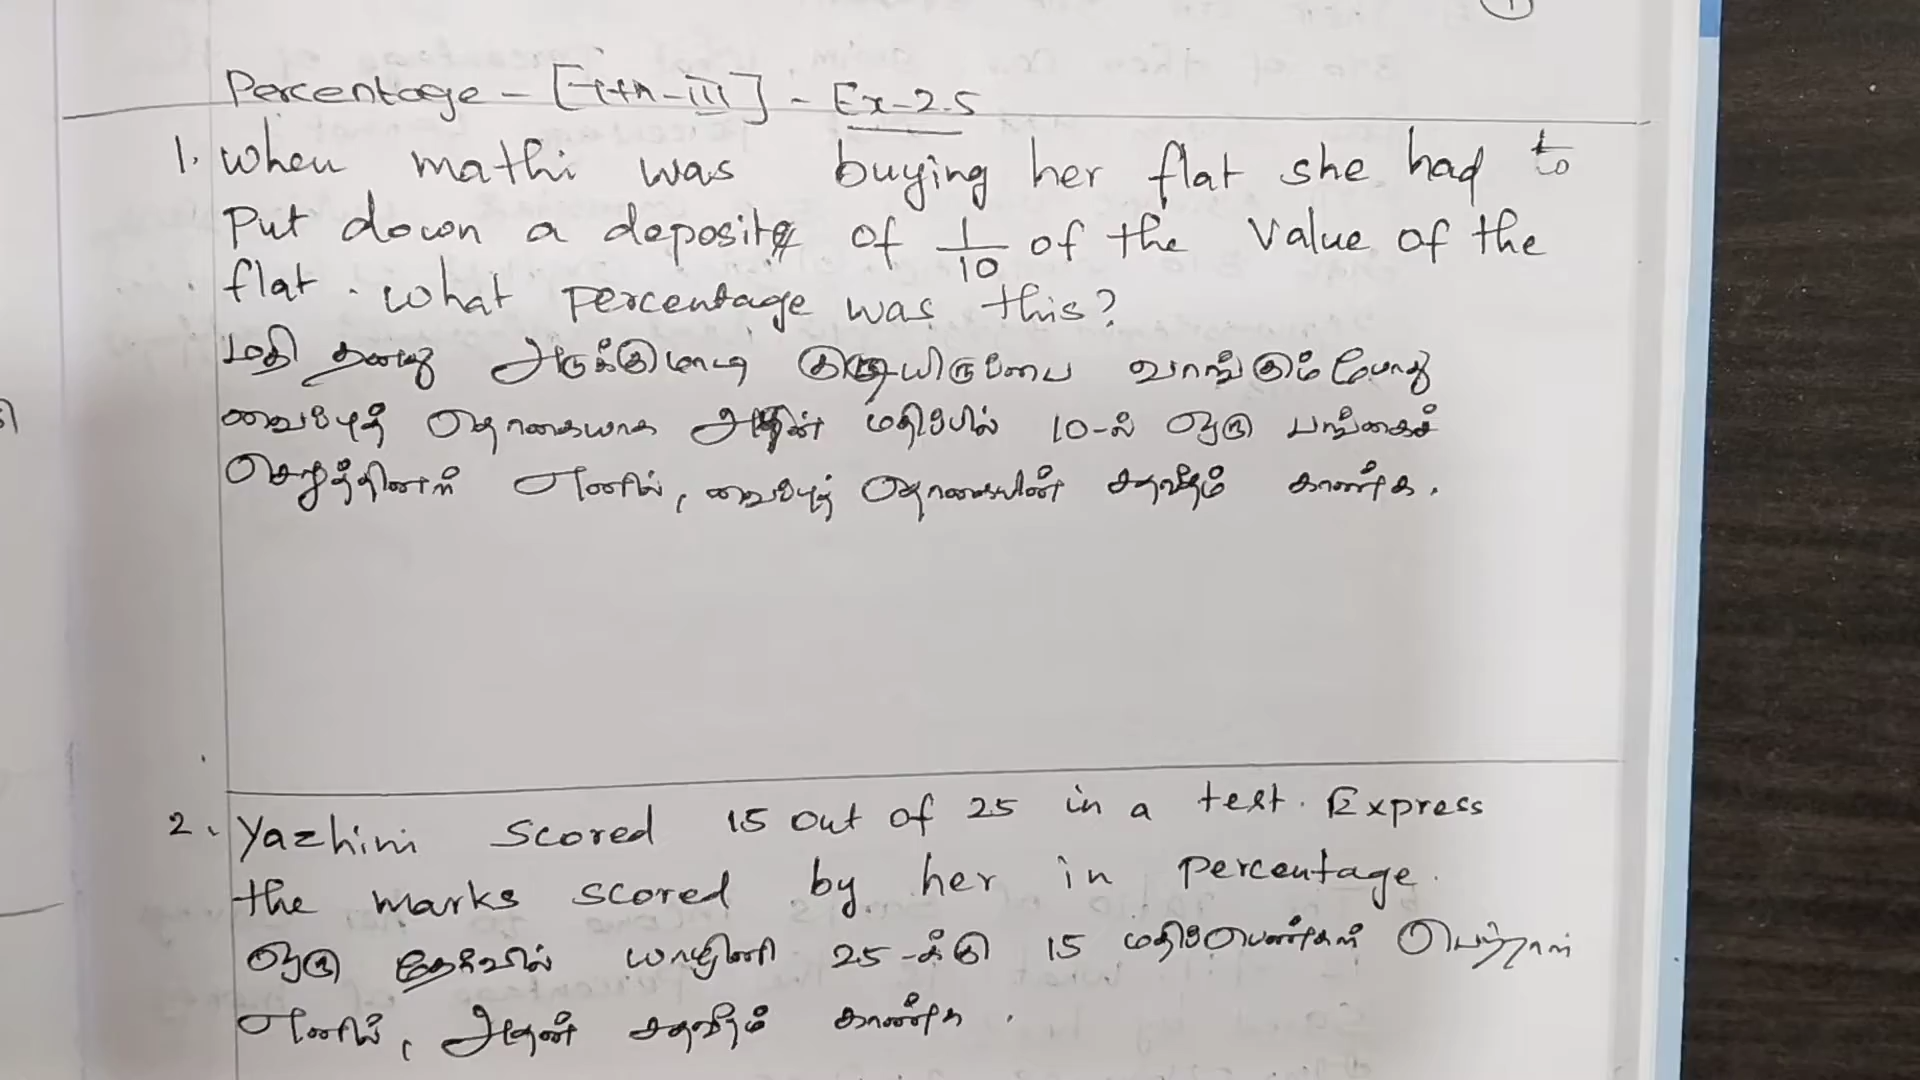 Percentage - [7th - III] - Ex-2.5
1. When mathi was buying her flat she had to
Put down a deposit of 1/10 of the Value of the
flat. What percentage was this?
மதி தனது அடுக்குமாடி குடியிருப்பை வாங்கும்போது
வைப்புத் தொகையாக அதன் மதிப்பில் 10-ல் ஒரு பங்கைச்
செலுத்தினாள் எனில், வைப்புத் தொகையின் சதவீதம் காண்க.
2. Yazhini Scored 15 out of 25 in a test. Express
the marks scored by her in percentage.
ஒரு தேர்வில் யாழினி 25-க்கு 15 மதிப்பெண்கள் பெற்றாள்
எனில், அதன் சதவீதம் காண்க.